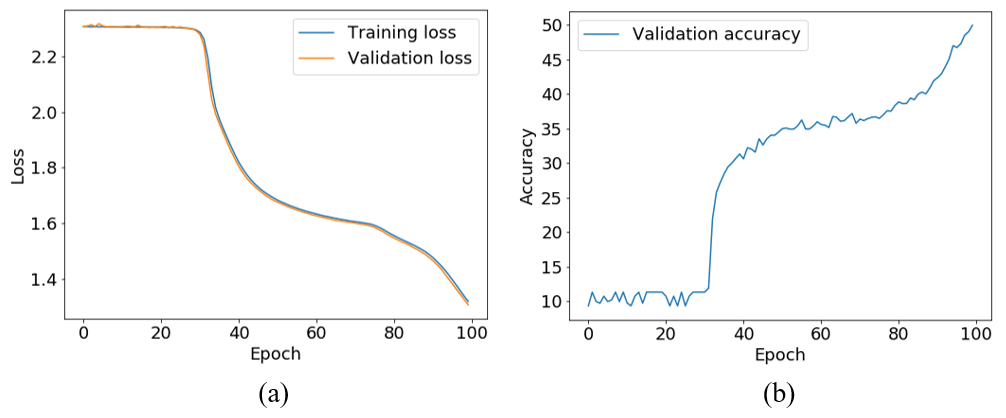 Training loss
Validation loss
2.2
2.0
1.8
1.6
1.4
Loss
0
20
40
60
80
100
Epoch
(a)
Validation accuracy
50
45
40
35
30
25
20
15
10
Accuracy
0
20
40
60
80
100
Epoch
(b)